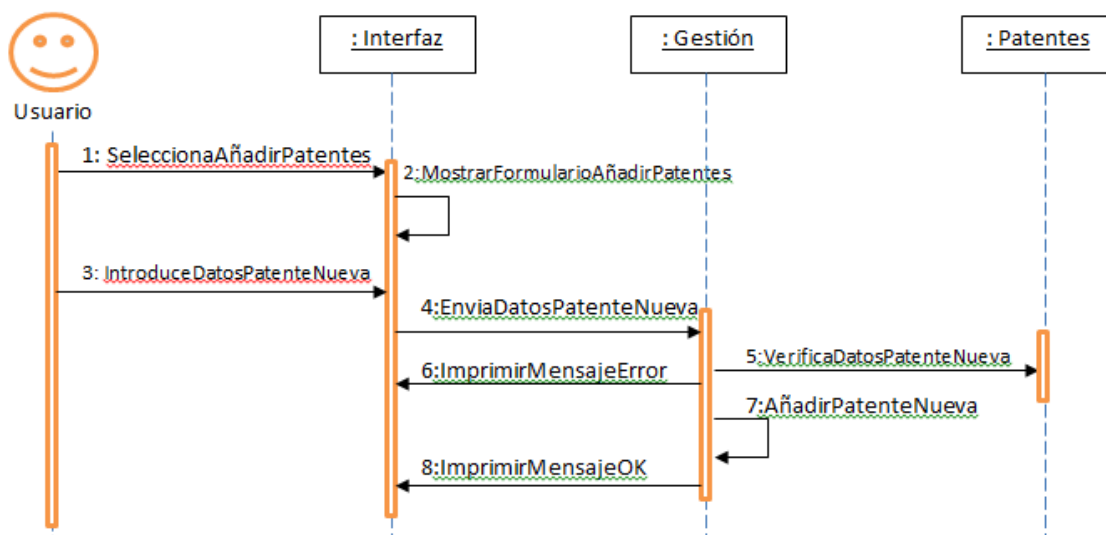 : Interfaz
: Gestión
: Patentes
Usuario
1: SeleccionaAñadirPatentes
2:MostrarFormularioAñadirPatentes
3: IntroduceDatosPatenteNueva
4:EnviaDatosPatenteNueva
5:VerificaDatosPatenteNueva
6:ImprimirMensajeError
7:AñadirPatenteNueva
8:ImprimirMensajeOK